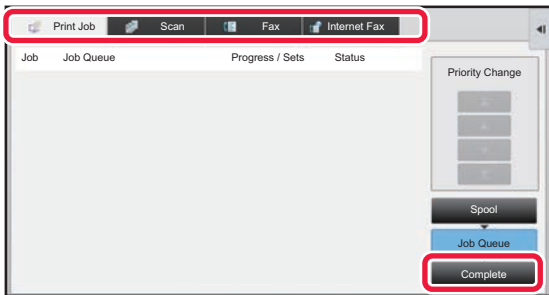 Print Job Scan Fax Internet Fax
Job Job Queue Progress / Sets Status
Priority Change
Spool
Job Queue
Complete